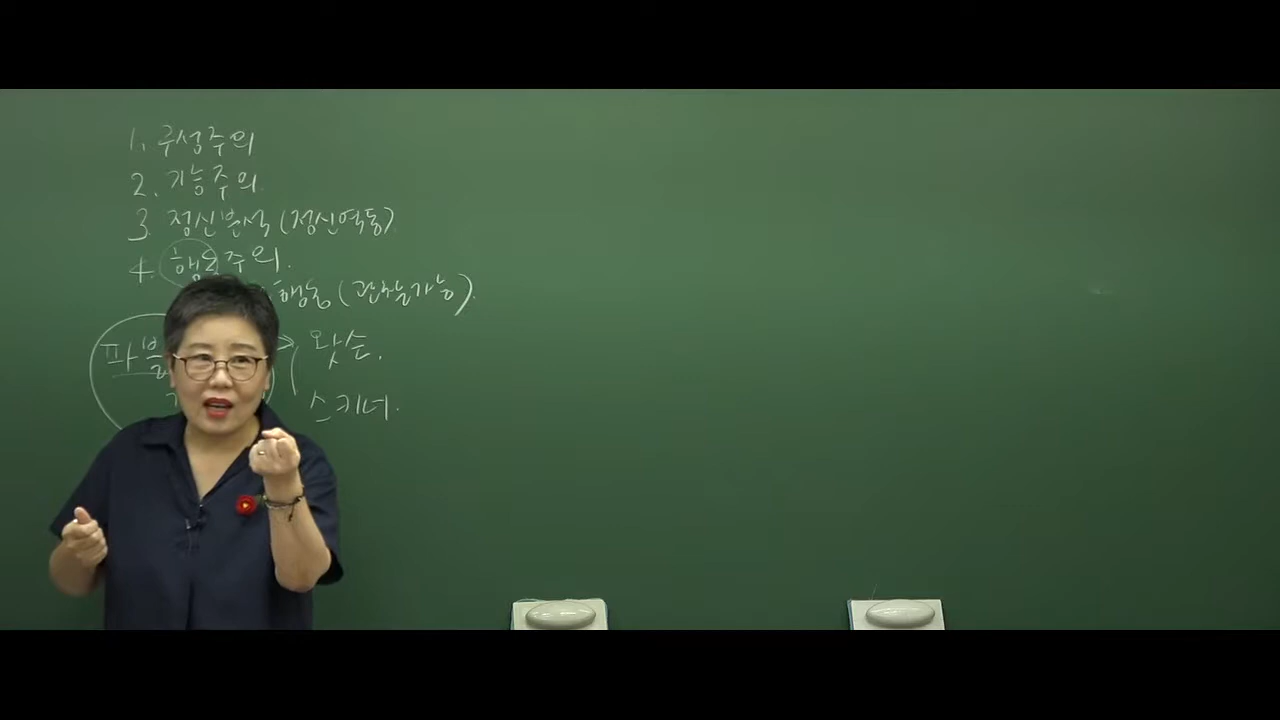 1. 구성주의
2. 기능주의
3. 정신분석 (정신역동)
4. 행동주의.
행동 (관찰가능).
파블 → 왓슨.
스키너.